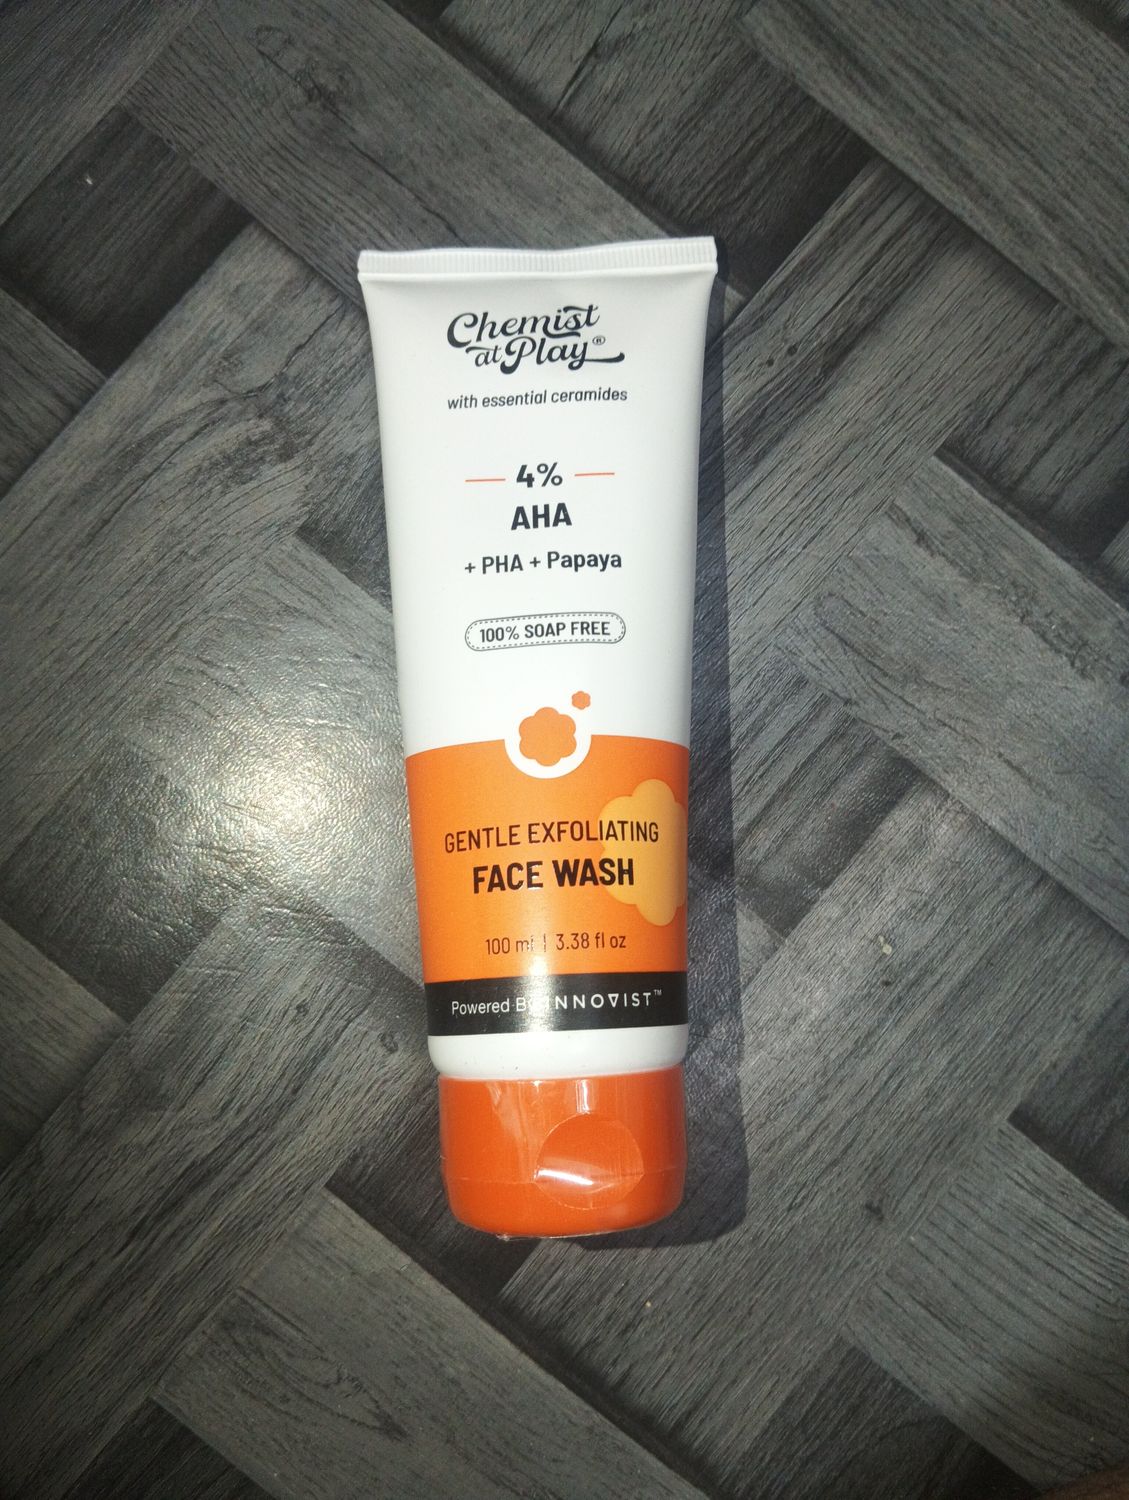 Chemist
at Play®
with essential ceramides
4%
AHA
+ PHA + Papaya
100% SOAP FREE
GENTLE EXFOLIATING
FACE WASH
100 ml | 3.38 fl oz
Powered By INNOVIST™